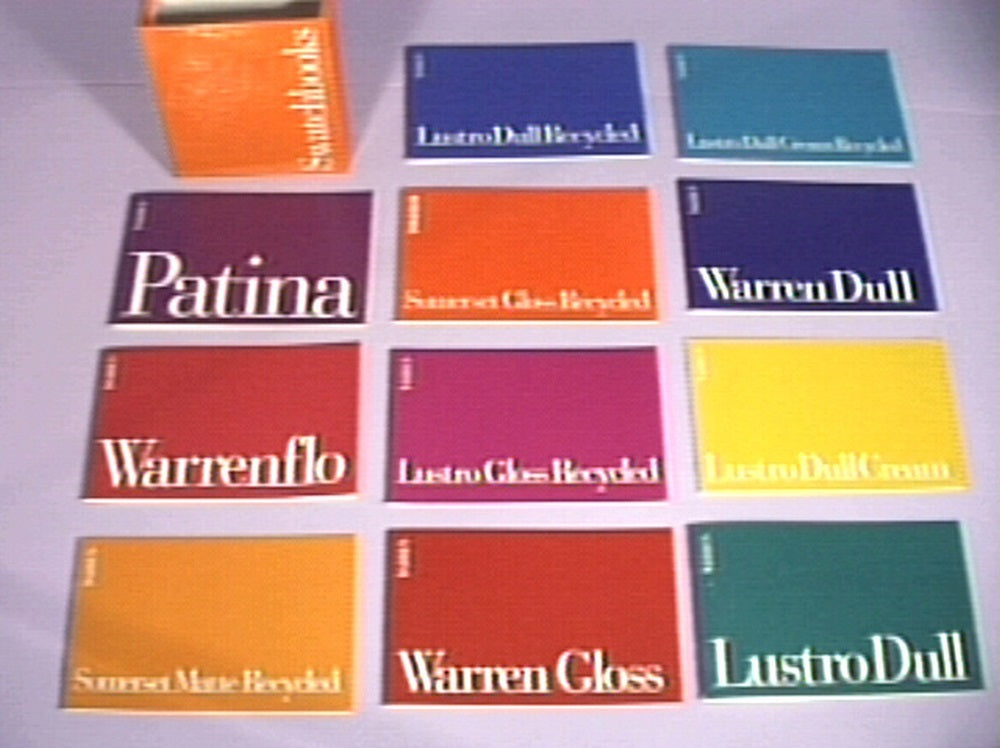 Swatchbooks
Lustro Dull Recycled
Lustro Dull Cream Recycled
Patina
Somerset Gloss Recycled
Warren Dull
Warrenflo
Lustro Gloss Recycled
Lustro Dull Cream
Somerset Matte Recycled
Warren Gloss
Lustro Dull